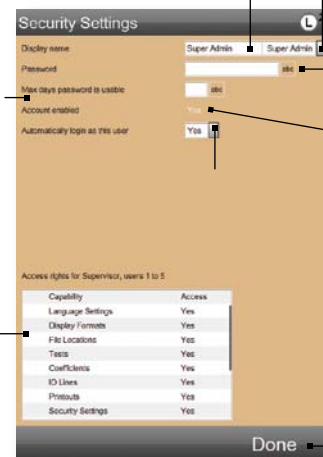 Security Settings L
Display name Super Admin Super Admin
Password abc
Max days password is usable abc
Account enabled Yes
Automatically login as this user Yes
Access rights for Supervisor, users 1 to 5
Capability Access
Language Settings Yes
Display Formats Yes
File Locations Yes
Tests Yes
Coefficients Yes
IO Lines Yes
Printouts Yes
Security Settings Yes
Done